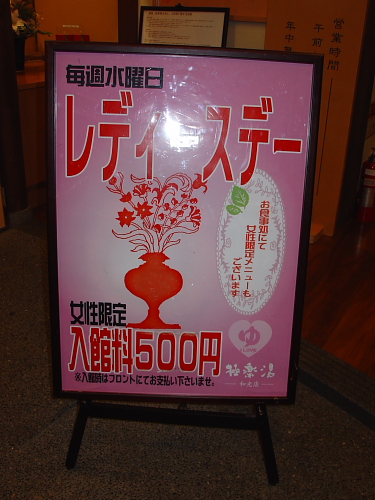 毎週水曜日
レディースデー
お食事処にて
女性限定メニューも
ございます
女性限定
入館料500円
※入館時はフロントにてお支払い下さいませ。
ゆ
極楽湯
営業時間
午前